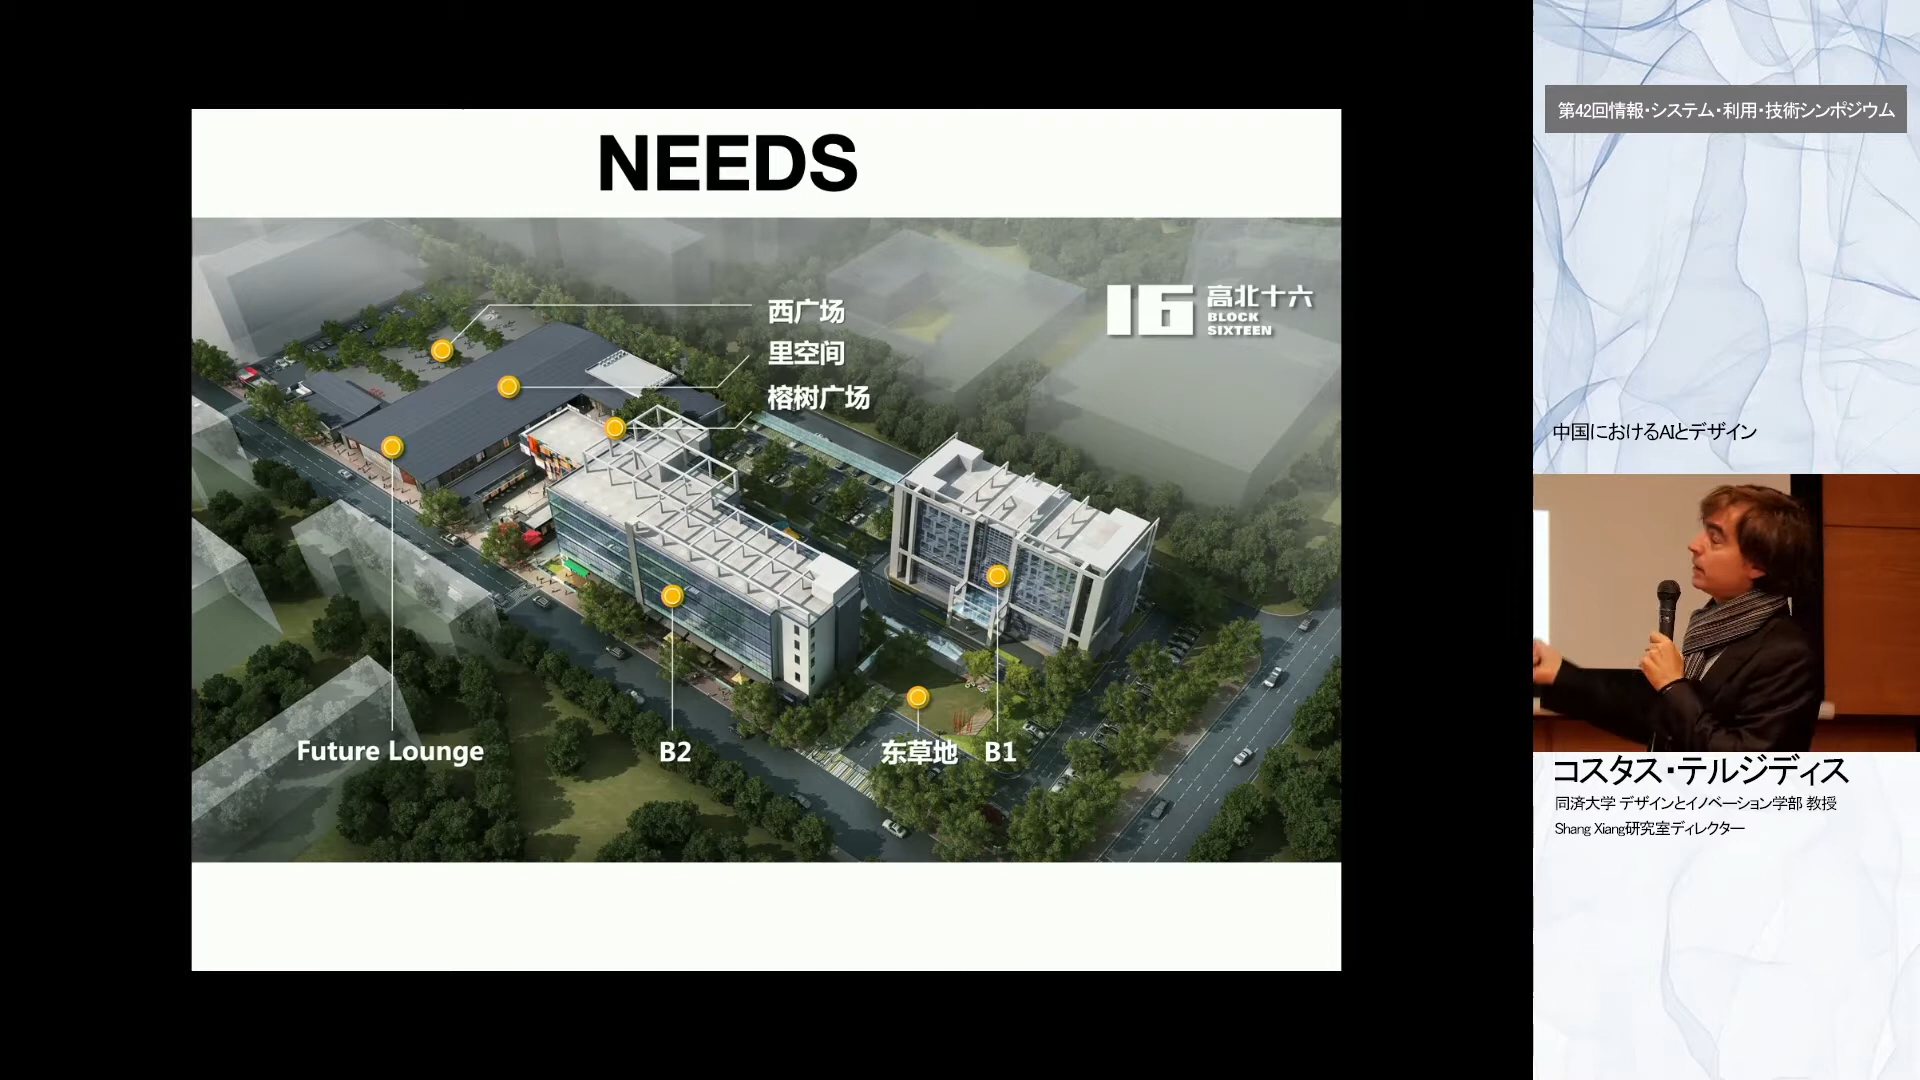 NEEDS
西广场
里空间
榕树广场
16
高北十六
BLOCK
SIXTEEN
Future Lounge
B2
东草地
B1
第42回情報・システム・利用・技術シンポジウム
中国におけるAIとデザイン
コスタス・テルジディス
同済大学 デザインとイノベーション学部 教授
Shang Xiang研究室ディレクター